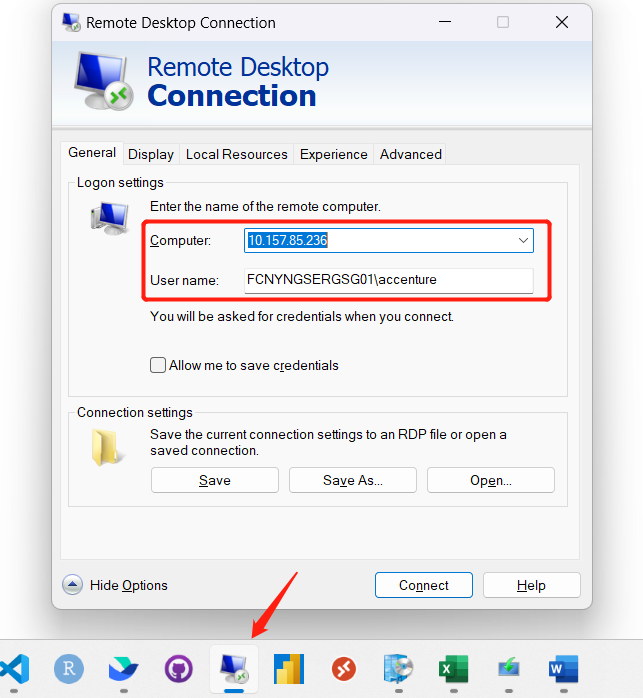 Remote Desktop Connection
Remote Desktop
Connection
General Display Local Resources Experience Advanced
Logon settings
Enter the name of the remote computer.
Computer: 10.157.85.236
User name: FCNYNGSERGSG01\accenture
You will be asked for credentials when you connect.
Allow me to save credentials
Connection settings
Save the current connection settings to an RDP file or open a
saved connection.
Save Save As... Open...
Hide Options Connect Help
R X W